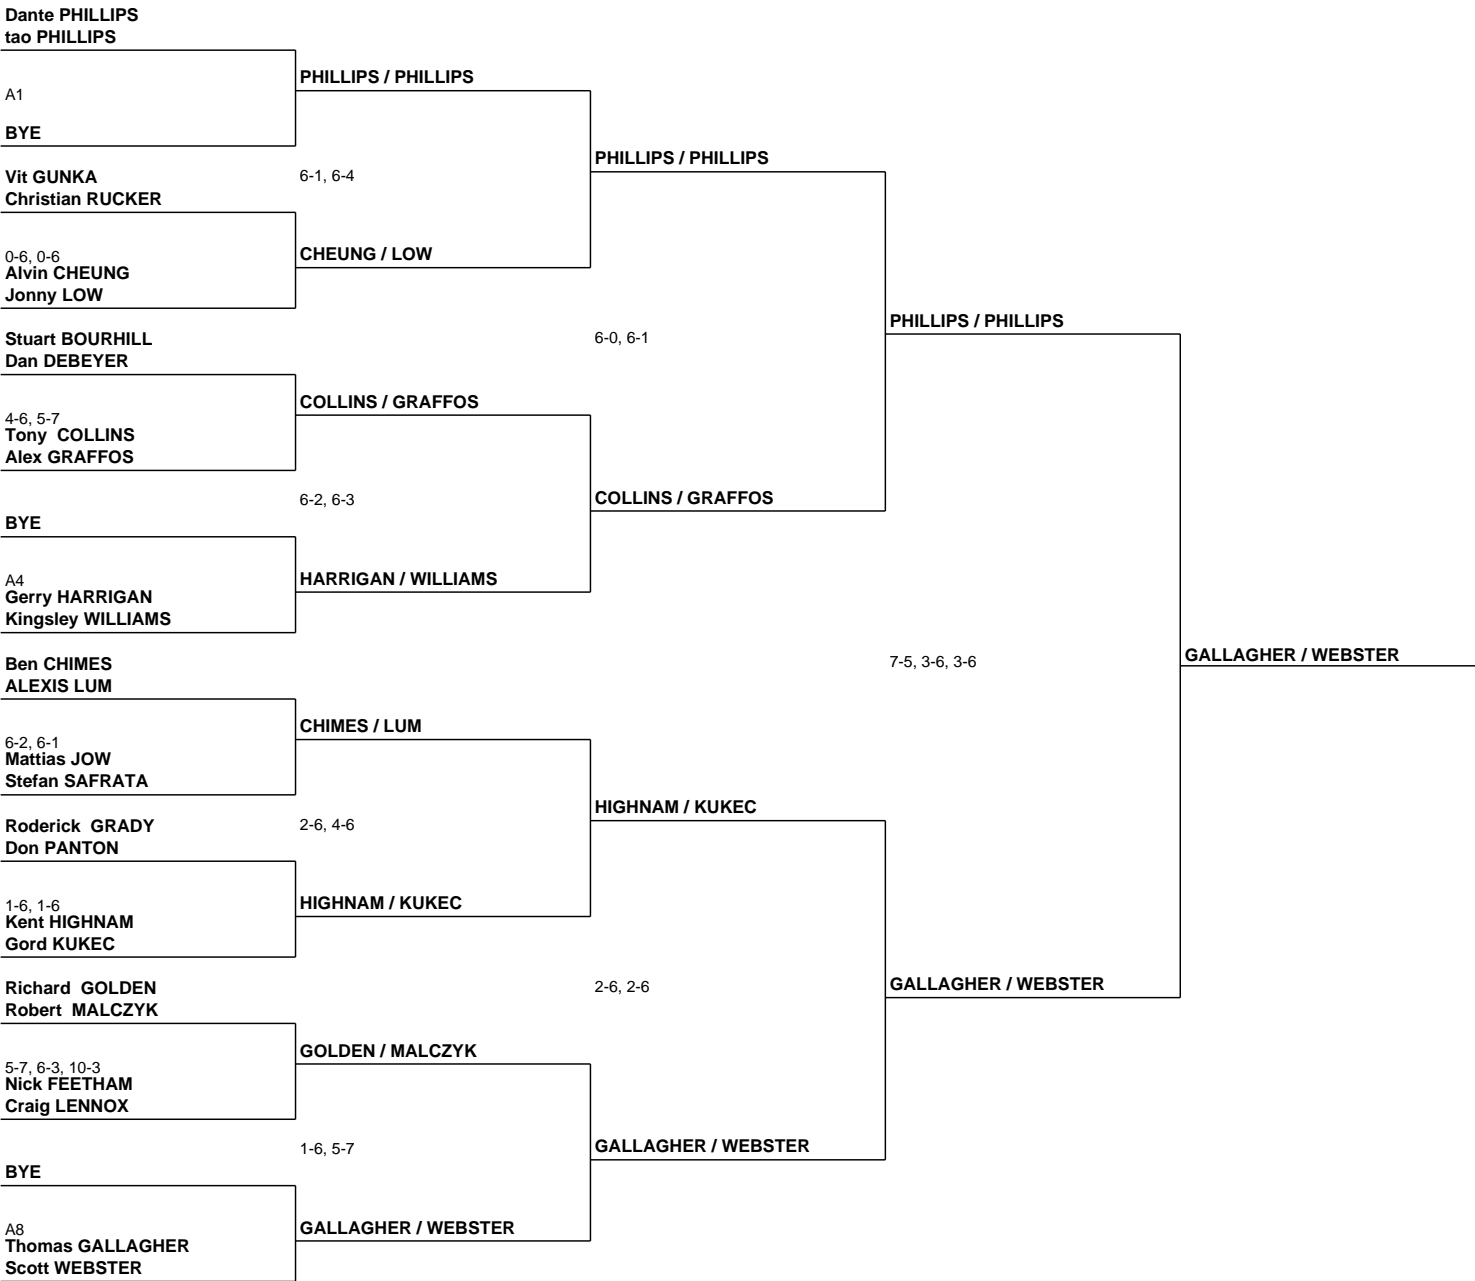 Dante PHILLIPS
tao PHILLIPS
A1
BYE
Vit GUNKA
Christian RUCKER
0-6, 0-6
Alvin CHEUNG
Jonny LOW
Stuart BOURHILL
Dan DEBEYER
4-6, 5-7
Tony  COLLINS
Alex GRAFFOS
BYE
A4
Gerry HARRIGAN
Kingsley WILLIAMS
Ben CHIMES
ALEXIS LUM
6-2, 6-1
Mattias JOW
Stefan SAFRATA
Roderick  GRADY
Don PANTON
1-6, 1-6
Kent HIGHNAM
Gord KUKEC
Richard  GOLDEN
Robert  MALCZYK
5-7, 6-3, 10-3
Nick FEETHAM
Craig LENNOX
BYE
A8
Thomas GALLAGHER
Scott WEBSTER
PHILLIPS / PHILLIPS
6-1, 6-4
CHEUNG / LOW
COLLINS / GRAFFOS
6-2, 6-3
HARRIGAN / WILLIAMS
CHIMES / LUM
2-6, 4-6
HIGHNAM / KUKEC
GOLDEN / MALCZYK
1-6, 5-7
GALLAGHER / WEBSTER
PHILLIPS / PHILLIPS
6-0, 6-1
COLLINS / GRAFFOS
HIGHNAM / KUKEC
2-6, 2-6
GALLAGHER / WEBSTER
PHILLIPS / PHILLIPS
7-5, 3-6, 3-6
GALLAGHER / WEBSTER
GALLAGHER / WEBSTER